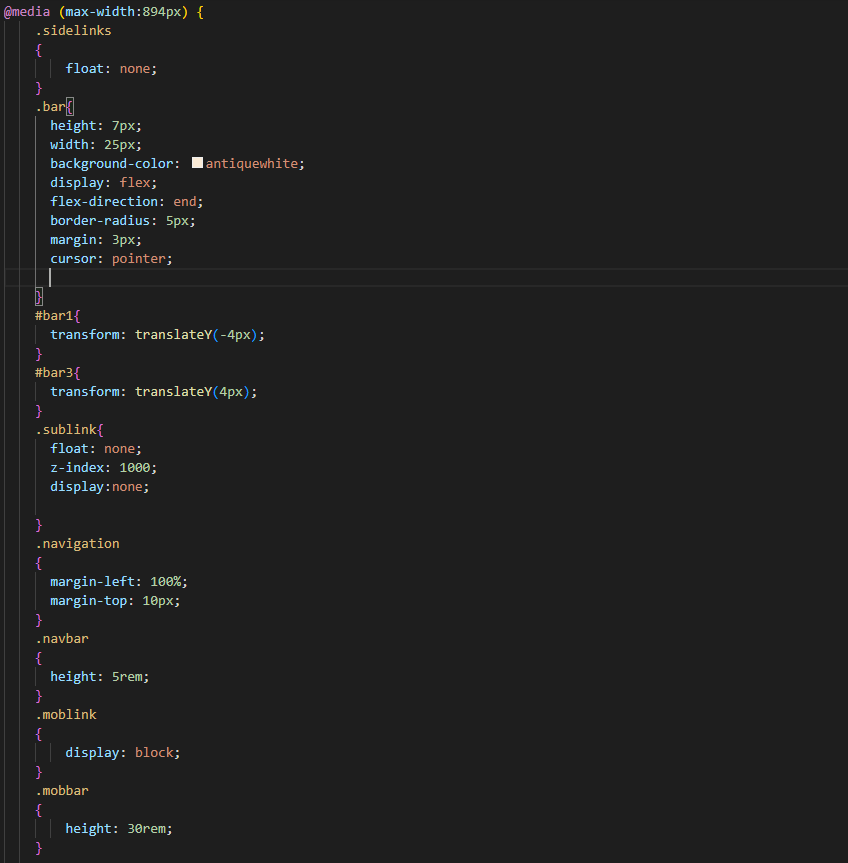 @media (max-width:894px) {
.sidelinks
{
float: none;
}
.bar{
height: 7px;
width: 25px;
background-color: antiquewhite;
display: flex;
flex-direction: end;
border-radius: 5px;
margin: 3px;
cursor: pointer;
}
#bar1{
transform: translateY(-4px);
}
#bar3{
transform: translateY(4px);
}
.sublink{
float: none;
z-index: 1000;
display:none;
}
.navigation
{
margin-left: 100%;
margin-top: 10px;
}
.navbar
{
height: 5rem;
}
.moblink
{
display: block;
}
.mobbar
{
height: 30rem;
}